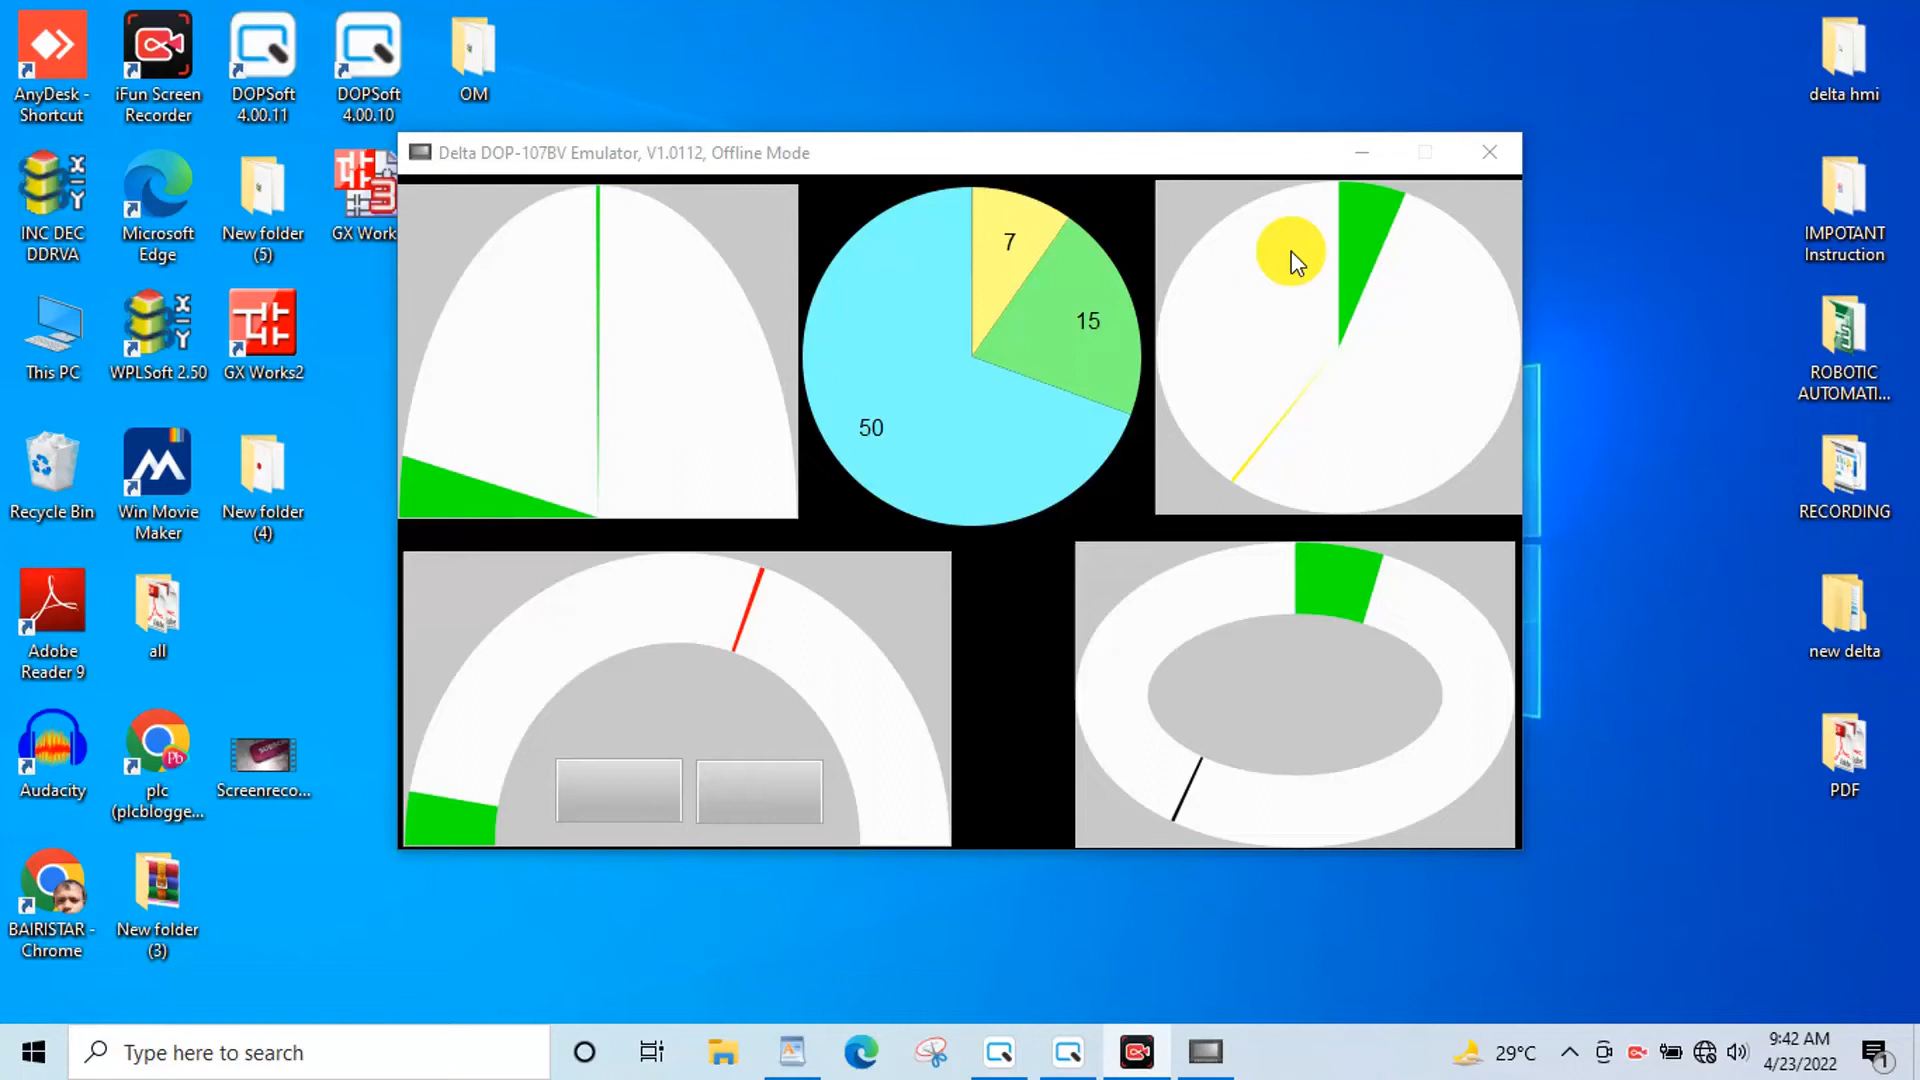 AnyDesk -
Shortcut
iFun Screen
Recorder
DOPSoft
4.00.11
DOPSoft
4.00.10
OM
delta hmi
Delta DOP-107BV Emulator, V1.0112, Offline Mode
INC DEC
DDRVA
Microsoft
Edge
New folder
(5)
GX Work
IMPOTANT
Instruction
7
15
50
This PC
WPLSoft 2.50
GX Works2
ROBOTIC
AUTOMATI...
Recycle Bin
Win Movie
Maker
New folder
(4)
RECORDING
Adobe
Reader 9
all
new delta
Audacity
plc
(plcblogge...
Screenreco...
PDF
BAIRISTAR -
Chrome
New folder
(3)
Type here to search
29°C
9:42 AM
4/23/2022
1